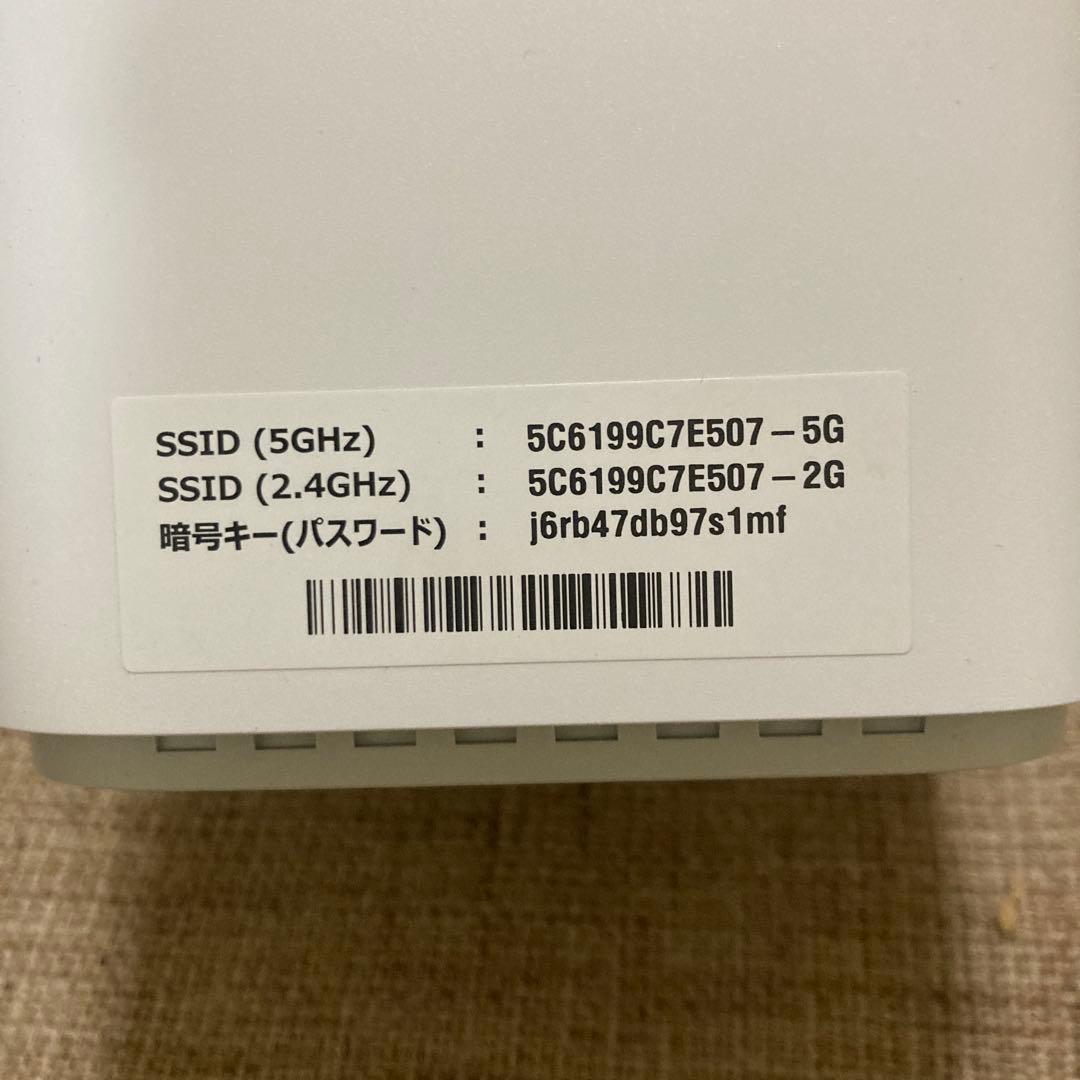 SSID (5GHz) : 5C6199C7E507-5G
SSID (2.4GHz) : 5C6199C7E507-2G
暗号キー(パスワード) : j6rb47db97s1mf